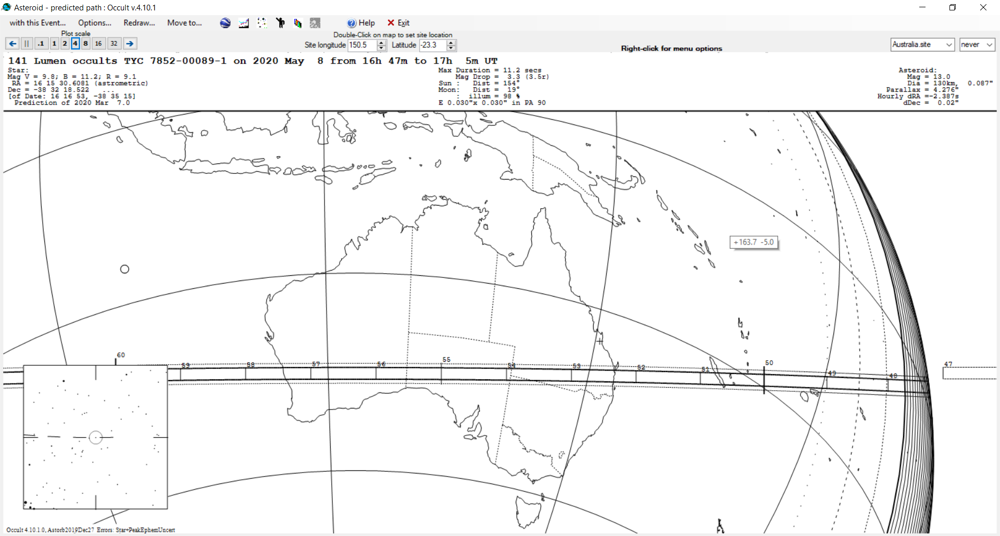 Asteroid - predicted path : Occult v.4.10.1
with this Event... Options... Redraw... Move to... Help Exit
Plot scale
.1 1 2 4 8 16 32
Double-Click on map to set site location
Site longitude 150.5 Latitude -23.3
Right-click for menu options
Australia.site never
141 Lumen occults TYC 7852-00089-1 on 2020 May 8 from 16h 47m to 17h 5m UT
Star:
Mag V = 9.8; B = 11.2; R = 9.1
RA = 16 15 30.6081 (astrometric)
Dec = -38 32 18.522 ...
[of Date: 16 16 53, -38 35 15]
Prediction of 2020 Mar 7.0
Max Duration = 11.2 secs
Mag Drop = 3.3 (3.5r)
Sun : Dist = 154°
Moon: Dist = 19°
: illum = 98 %
E 0.030"x 0.030" in PA 90
Asteroid:
Mag = 13.0
Dia = 130km, 0.087"
Parallax = 4.276"
Hourly dRA =-2.387s
dDec = 0.02"
+163.7 -5.0
60 59 58 57 56 55 54 53 52 51 50 49 48 47
Occult 4.10.1.0, Astorb2019Dec27 Errors: Star+PeakEphemUncert